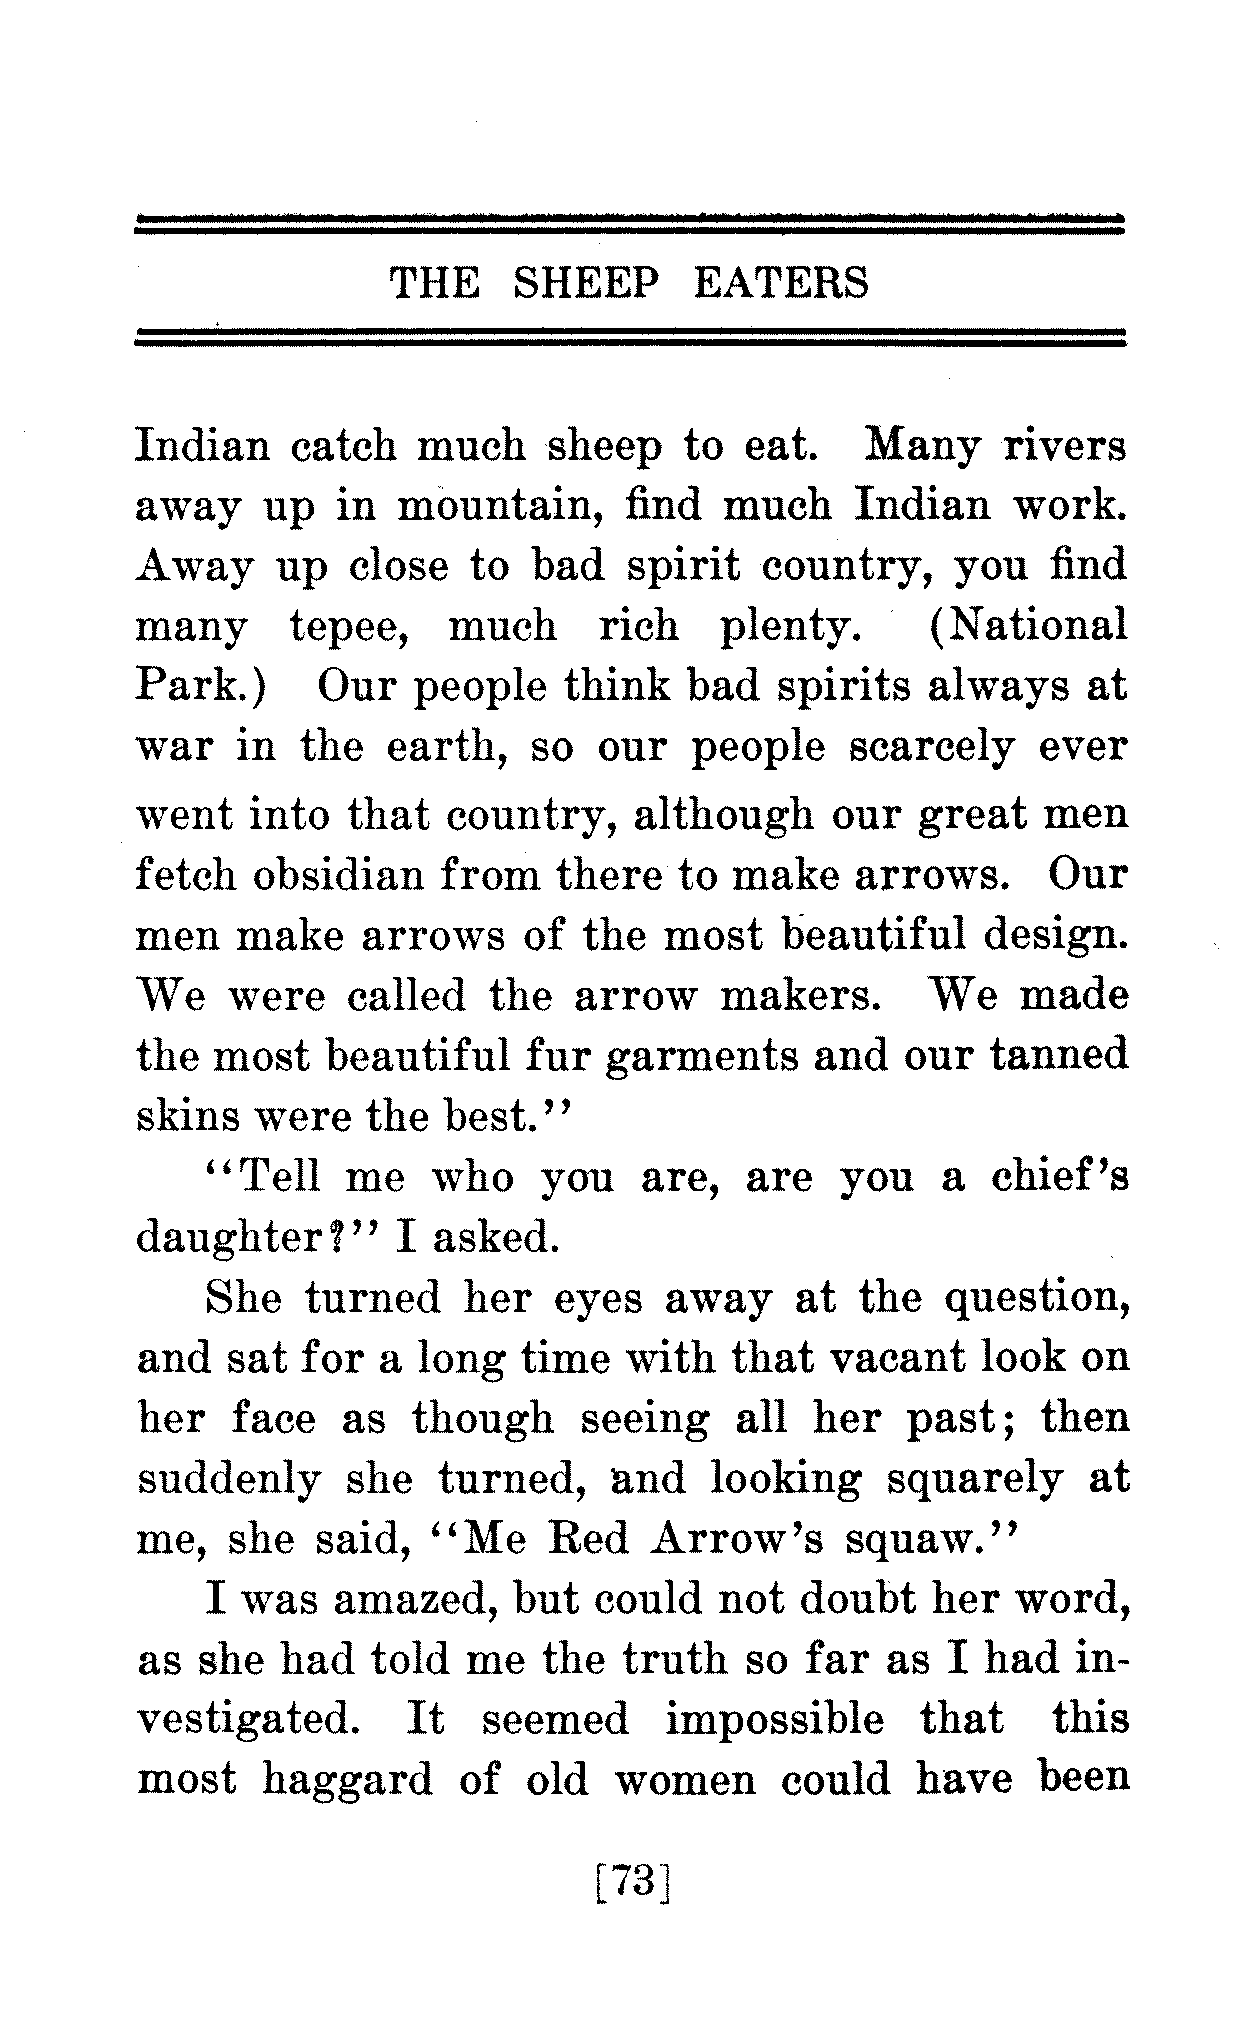 THE SHEEP EATERS
Indian catch much sheep to eat. Many rivers
away up in mountain, find much Indian work.
Away up close to bad spirit country, you find
many tepee, much rich plenty. (National
Park.) Our people think bad spirits always at
war in the earth, so our people scarcely ever
went into that country, although our great men
fetch obsidian from there to make arrows. Our
men make arrows of the most beautiful design.
We were called the arrow makers. We made
the most beautiful fur garments and our tanned
skins were the best.''
''Tell me who you are, are you a chief's
daughter?'' I asked.
She turned her eyes away at the question,
and sat for a long time with that vacant look on
her face as though seeing all her past; then
suddenly she turned, and looking squarely at
me, she said, ''Me Red Arrow's squaw.''
I was amazed, but could not doubt her word,
as she had told me the truth so far as I had in-
vestigated. It seemed impossible that this
most haggard of old women could have been
[73]